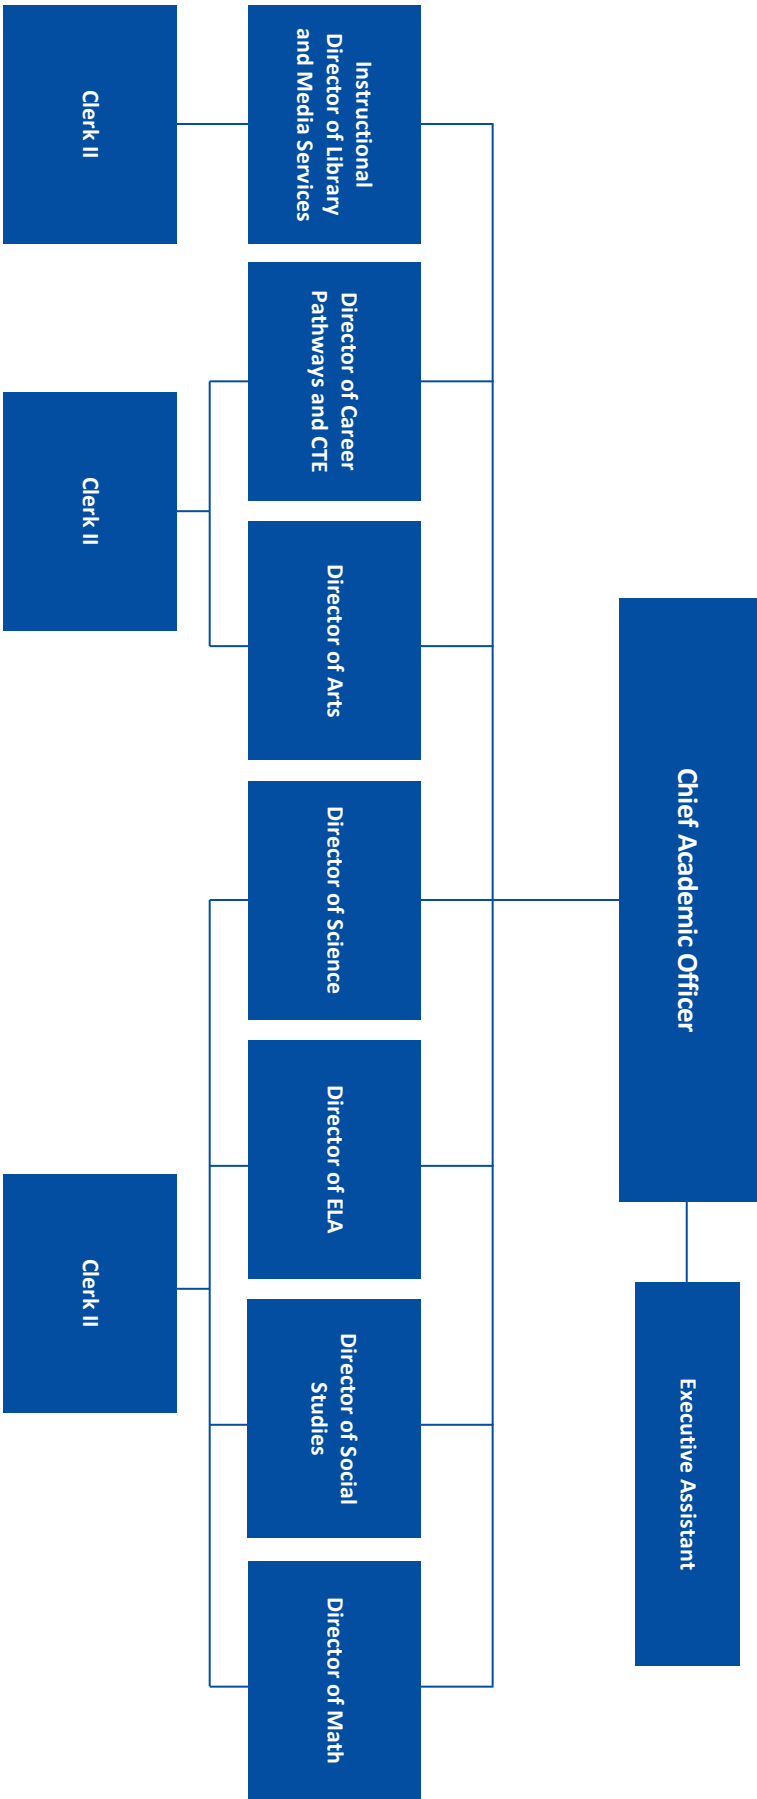 Chief Academic Officer
Executive Assistant
Instructional
Director of Library
and Media Services
Director of Career
Pathways and CTE
Director of Arts
Director of Science
Director of ELA
Director of Social
Studies
Director of Math
Clerk II
Clerk II
Clerk II